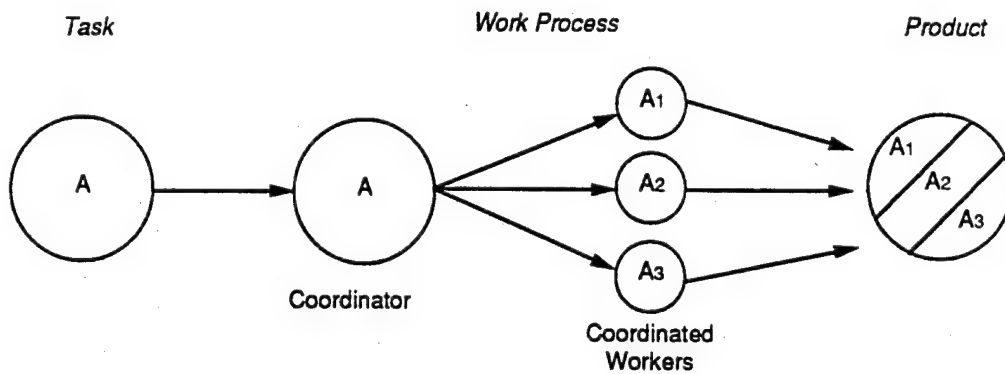 Task
Work Process
Product
A
A
A1
A2
A3
A1
A2
A3
Coordinator
Coordinated
Workers